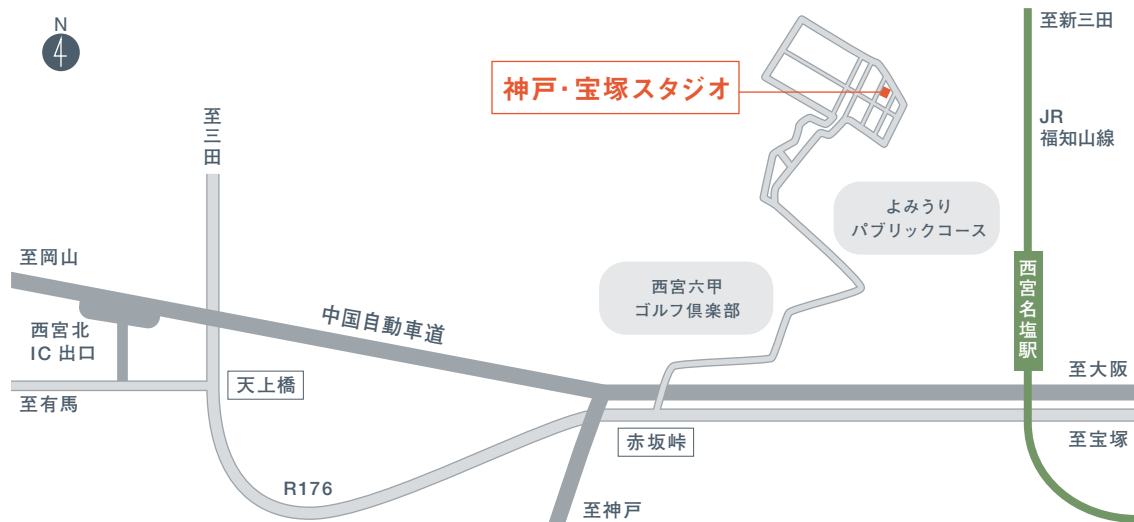 N
至新三田
神戸・宝塚スタジオ
JR
福知山線
至三田
よみうり
パブリックコース
至岡山
西宮六甲
ゴルフ倶楽部
西宮名塩駅
中国自動車道
西宮北
IC 出口
至大阪
天上橋
至有馬
赤坂峠
至宝塚
R176
至神戸